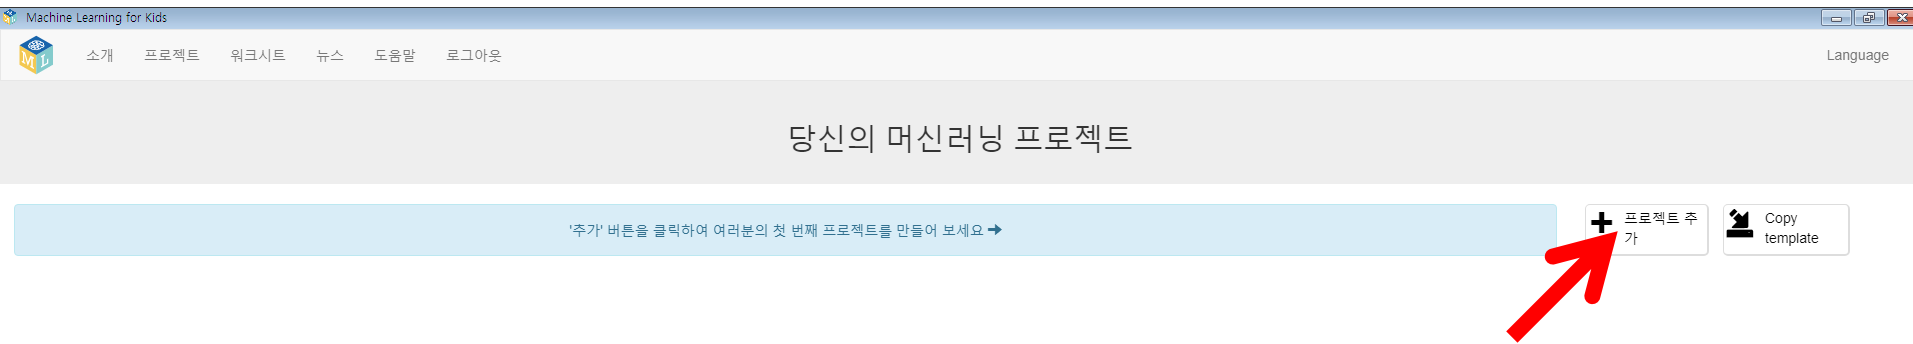 Machine Learning for Kids
M L
소개 프로젝트 워크시트 뉴스 도움말 로그아웃 Language
당신의 머신러닝 프로젝트
'추가' 버튼을 클릭하여 여러분의 첫 번째 프로젝트를 만들어 보세요
프로젝트 추
가
Copy
template